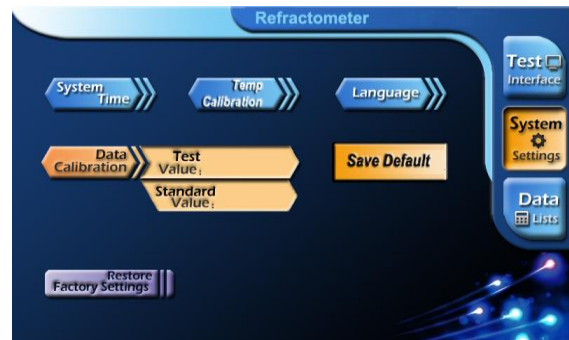 Refractometer
Test
Interface
System
Time
Temp
Calibration
Language
System
Settings
Data
Calibration
Test
Value:
Save Default
Standard
Value:
Data
Lists
Restore
Factory Settings